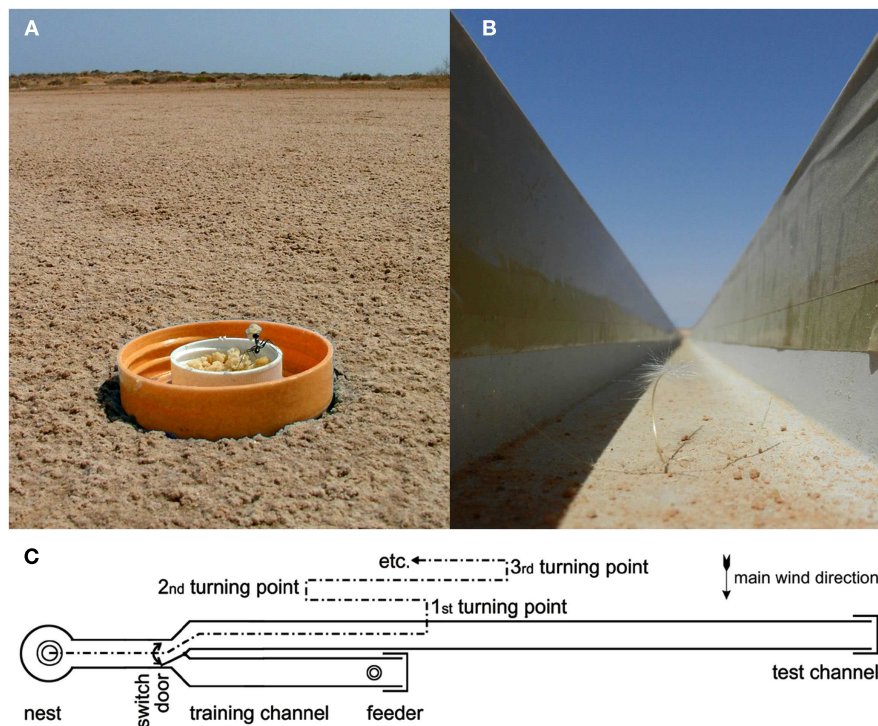 A
B
C
etc.
3rd turning point
2nd turning point
main wind direction
1st turning point
test channel
switch
door
nest
training channel
feeder